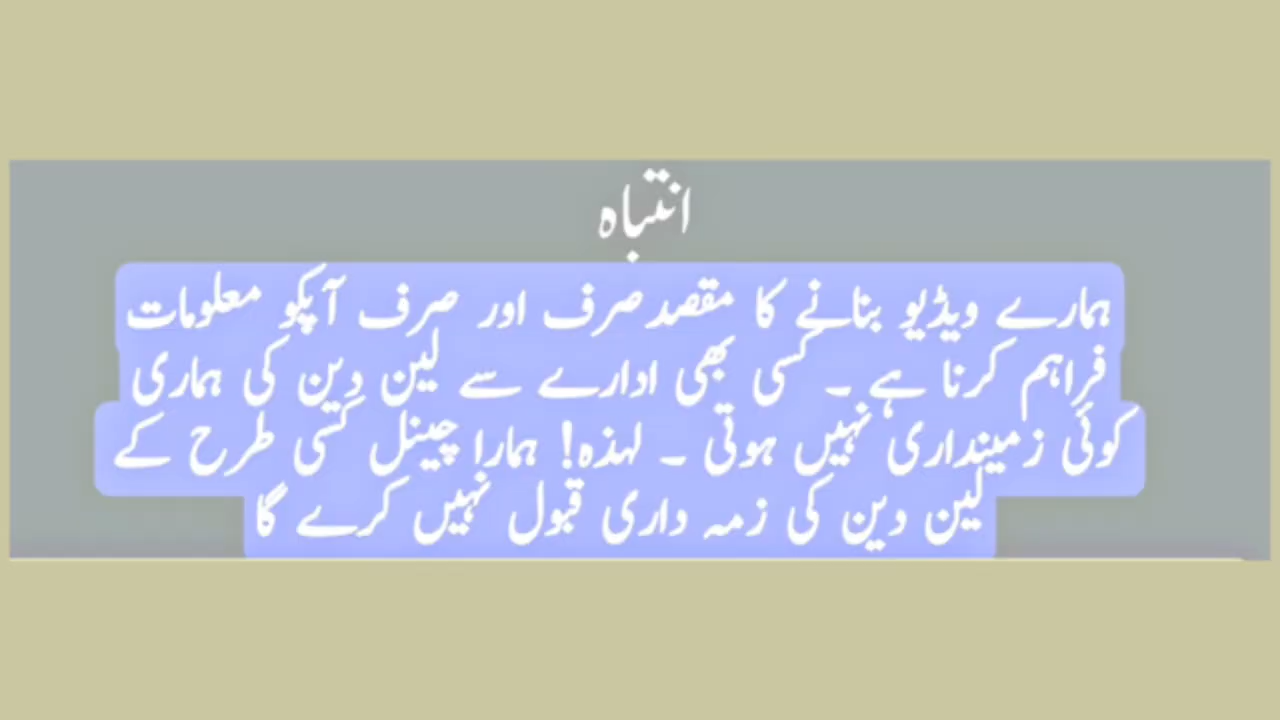 انتباہ
ہمارے ویڈیو بنانے کا مقصد صرف اور صرف آپکو معلومات
فراہم کرنا ہے ۔ کسی بھی ادارے سے لین دین کی ہماری
کوئی زمینداری نہیں ہوتی ۔ لہذہ! ہمارا چینل کسی طرح کے
لین دین کی زمہ داری قبول نہیں کرے گا